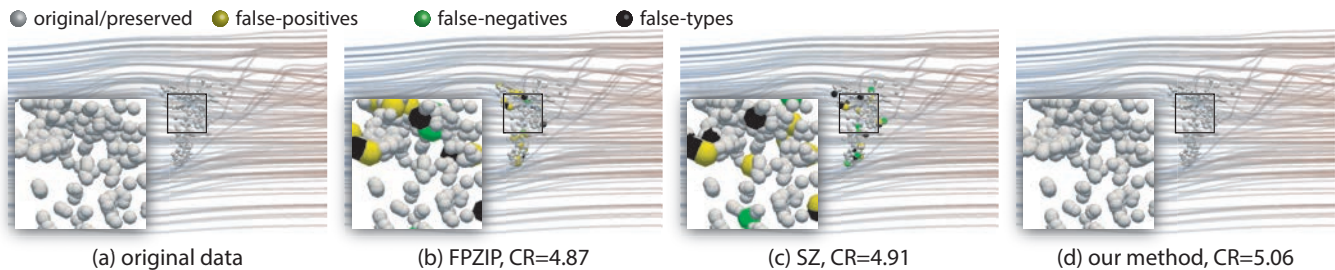 original/preserved false-positives false-negatives false-types
(a) original data (b) FPZIP, CR=4.87 (c) SZ, CR=4.91 (d) our method, CR=5.06